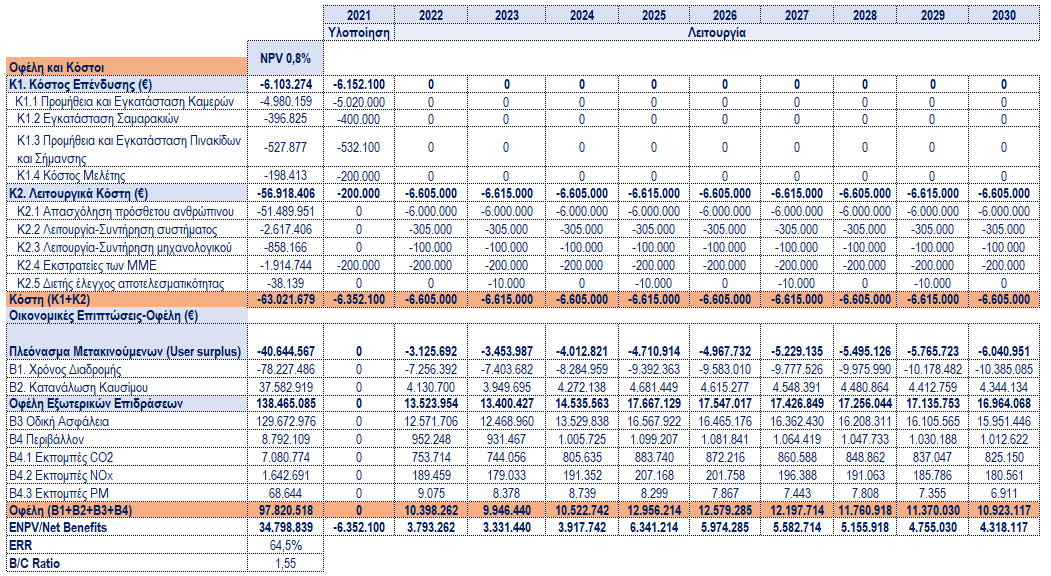 2021 2022 2023 2024 2025 2026 2027 2028 2029 2030
Υλοποίηση Λειτουργία
NPV 0,8%
Οφέλη και Κόστοι
Κ1. Κόστος Επένδυσης (€) -6.103.274 -6.152.100 0 0 0 0 0 0 0 0 0
Κ1.1 Προμήθεια και Εγκατάσταση Καμερών -4.980.159 -5.020.000 0 0 0 0 0 0 0 0 0
Κ1.2 Εγκατάσταση Σαμαρακιών -396.825 -400.000 0 0 0 0 0 0 0 0 0
Κ1.3 Προμήθεια και Εγκατάσταση Πινακίδων
και Σήμανσης -527.877 -532.100 0 0 0 0 0 0 0 0 0
Κ1.4 Κόστος Μελέτης -198.413 -200.000 0 0 0 0 0 0 0 0 0
Κ2. Λειτουργικά Κόστη (€) -56.918.406 -200.000 -6.605.000 -6.615.000 -6.605.000 -6.615.000 -6.605.000 -6.615.000 -6.605.000 -6.615.000 -6.605.000
Κ2.1 Απασχόληση πρόσθετου ανθρώπινου -51.489.951 0 -6.000.000 -6.000.000 -6.000.000 -6.000.000 -6.000.000 -6.000.000 -6.000.000 -6.000.000 -6.000.000
Κ2.2 Λειτουργία-Συντήρηση συστήματος -2.617.406 0 -305.000 -305.000 -305.000 -305.000 -305.000 -305.000 -305.000 -305.000 -305.000
Κ2.3 Λειτουργία-Συντήρηση μηχανολογικού -858.166 0 -100.000 -100.000 -100.000 -100.000 -100.000 -100.000 -100.000 -100.000 -100.000
Κ2.4 Εκστρατείες των ΜΜΕ -1.914.744 -200.000 -200.000 -200.000 -200.000 -200.000 -200.000 -200.000 -200.000 -200.000 -200.000
Κ2.5 Διετής έλεγχος αποτελεσματικότητας -38.139 0 0 -10.000 0 -10.000 0 -10.000 0 -10.000 0
Κόστη (Κ1+Κ2) -63.021.679 -6.352.100 -6.605.000 -6.615.000 -6.605.000 -6.615.000 -6.605.000 -6.615.000 -6.605.000 -6.615.000 -6.605.000
Οικονομικές Επιπτώσεις-Οφέλη (€)
Πλεόνασμα Μετακινούμενων (User surplus) -40.644.567 0 -3.125.692 -3.453.987 -4.012.821 -4.710.914 -4.967.732 -5.229.135 -5.495.126 -5.765.723 -6.040.951
Β1. Χρόνος Διαδρομής -78.227.486 0 -7.256.392 -7.403.682 -8.284.959 -9.392.363 -9.583.010 -9.777.526 -9.975.990 -10.178.482 -10.385.085
Β2. Κατανάλωση Καυσίμου 37.582.919 0 4.130.700 3.949.695 4.272.138 4.681.449 4.615.277 4.548.391 4.480.864 4.412.759 4.344.134
Οφέλη Εξωτερικών Επιδράσεων 138.465.085 0 13.523.954 13.400.427 14.535.563 17.667.129 17.547.017 17.426.849 17.256.044 17.135.753 16.964.068
Β3 Οδική Ασφάλεια 129.672.976 0 12.571.706 12.468.960 13.529.838 16.567.922 16.465.176 16.362.430 16.208.311 16.105.565 15.951.446
Β4 Περιβάλλον 8.792.109 0 952.248 931.467 1.005.725 1.099.207 1.081.841 1.064.419 1.047.733 1.030.188 1.012.622
Β4.1 Εκπομπές CO2 7.080.774 0 753.714 744.056 805.635 883.740 872.216 860.588 848.862 837.047 825.150
Β4.2 Εκπομπές NOx 1.642.691 0 189.459 179.033 191.352 207.168 201.758 196.388 191.063 185.786 180.561
Β4.3 Εκπομπές PM 68.644 0 9.075 8.378 8.739 8.299 7.867 7.443 7.808 7.355 6.911
Οφέλη (Β1+Β2+Β3+Β4) 97.820.518 0 10.398.262 9.946.440 10.522.742 12.956.214 12.579.285 12.197.714 11.760.918 11.370.030 10.923.117
ENPV/Net Benefits 34.798.839 -6.352.100 3.793.262 3.331.440 3.917.742 6.341.214 5.974.285 5.582.714 5.155.918 4.755.030 4.318.117
ERR 64,5%
B/C Ratio 1,55